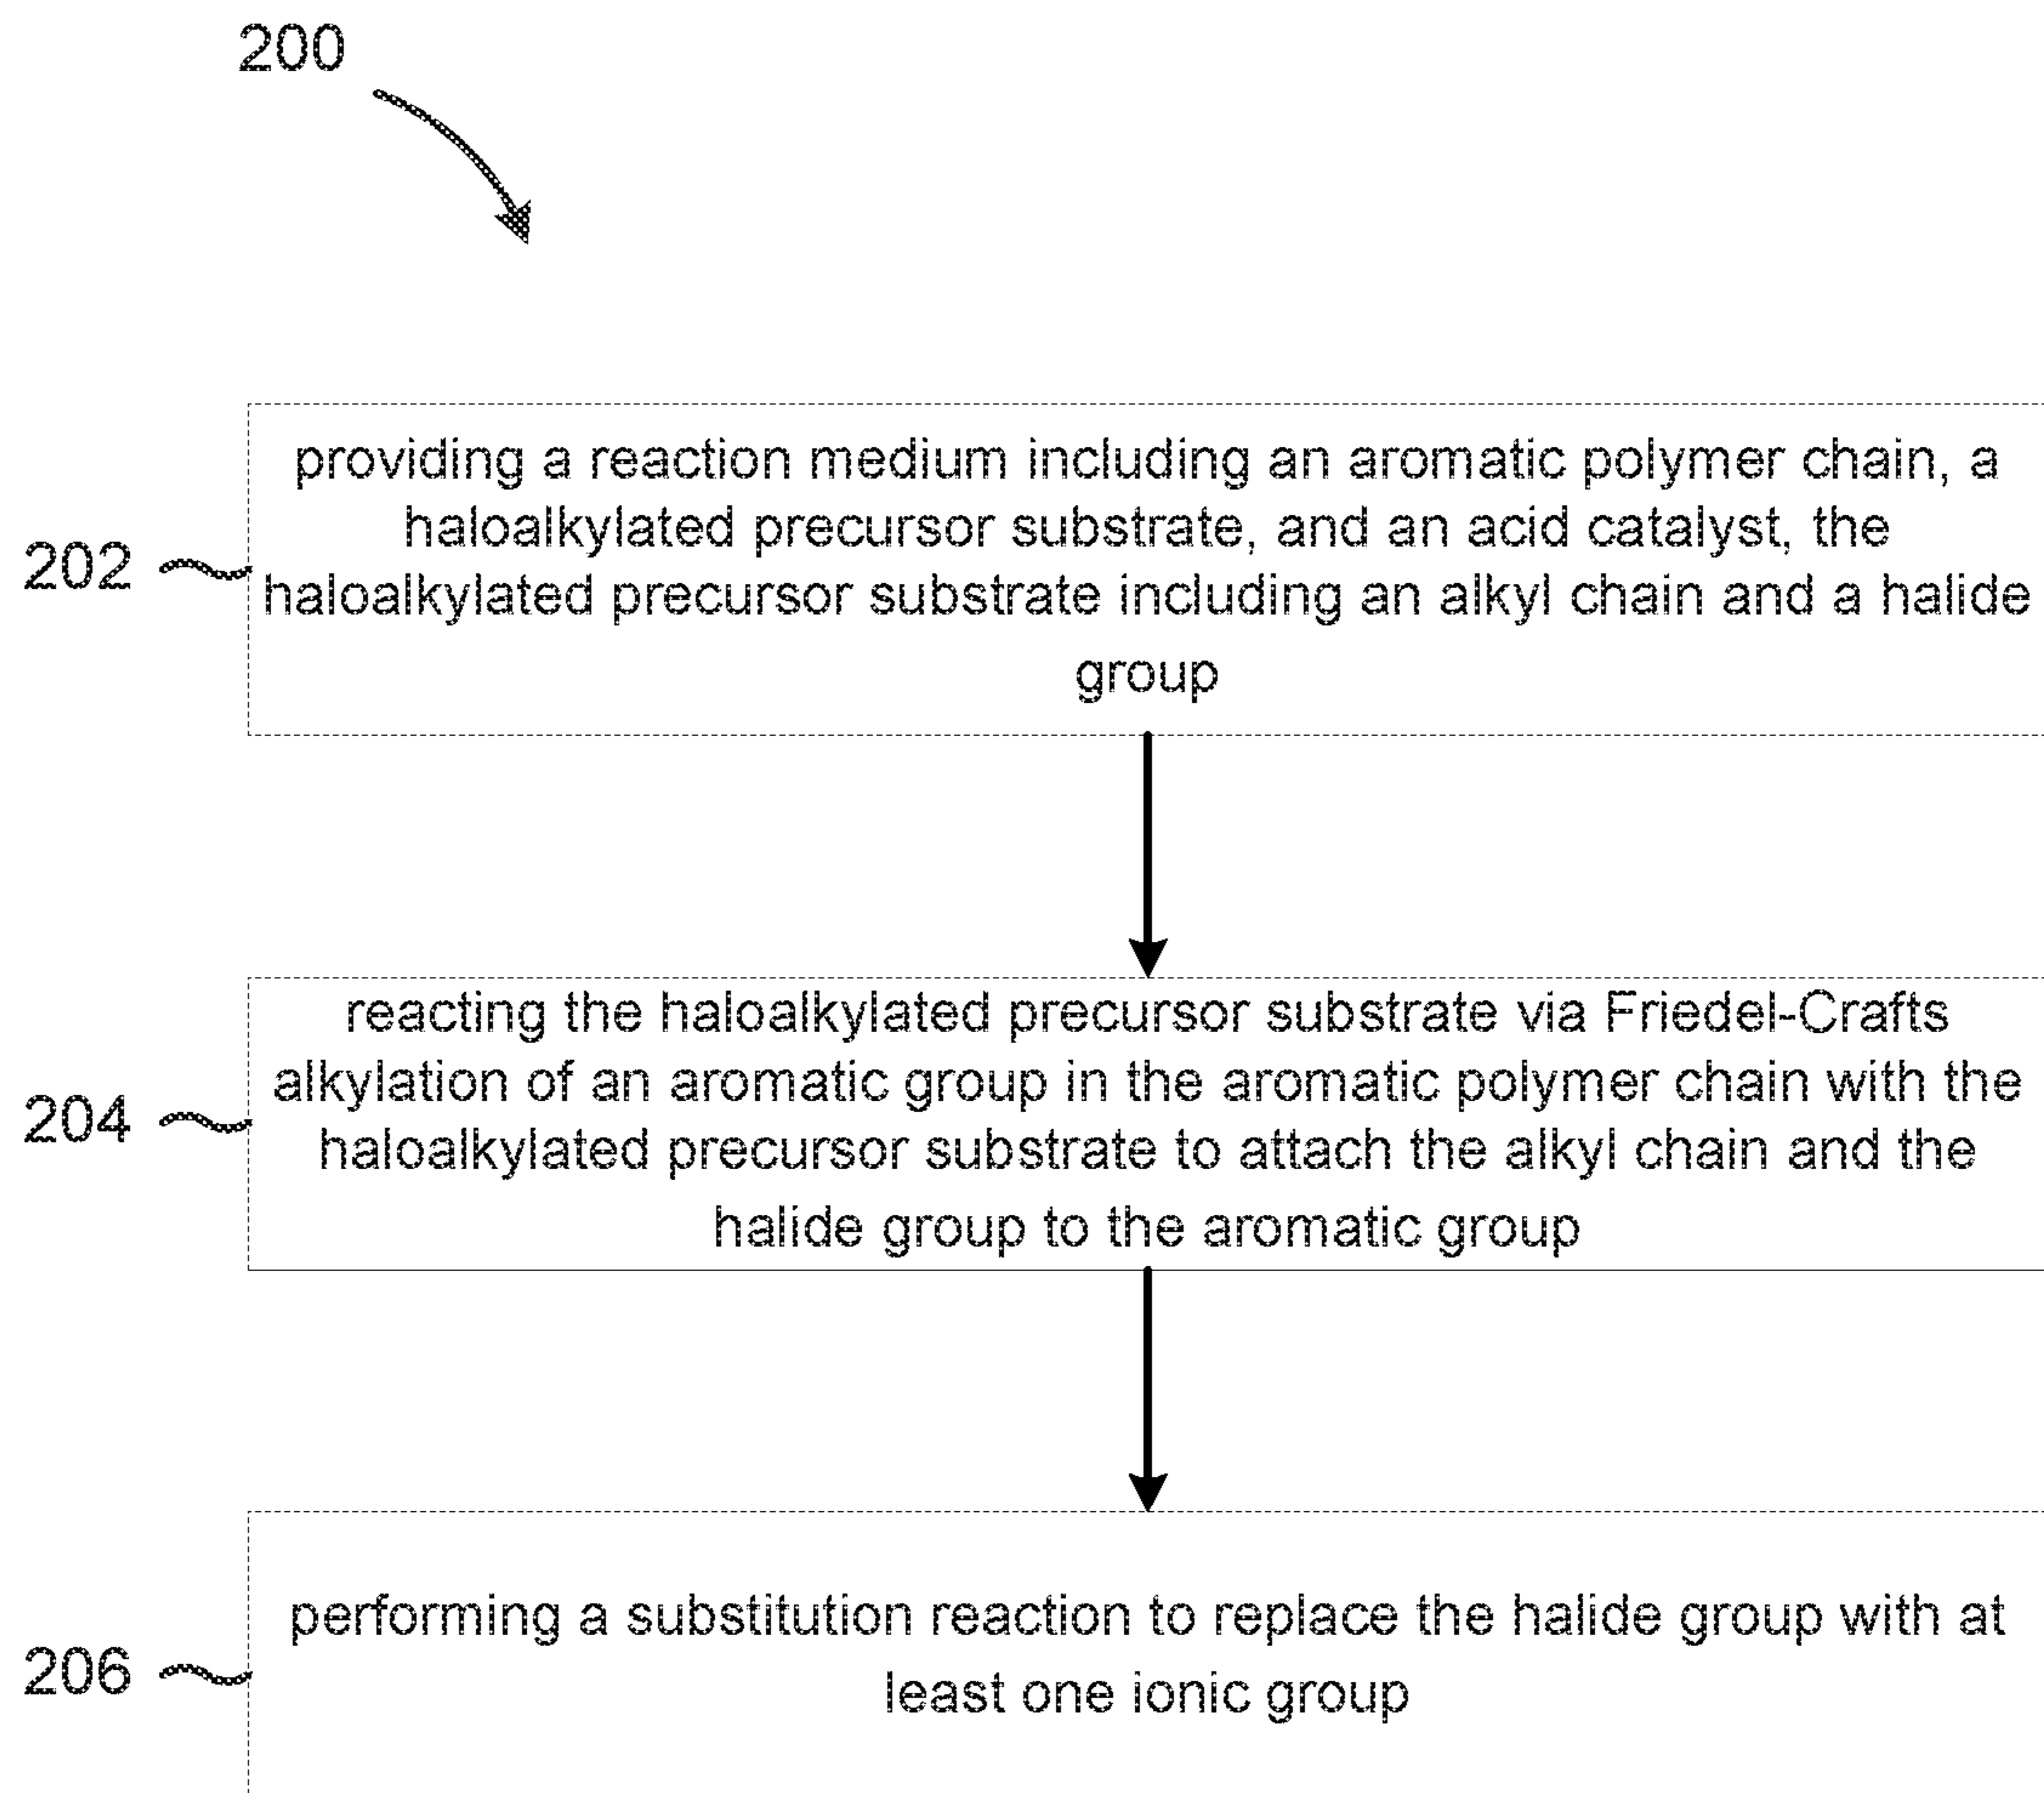 200
202
providing a reaction medium including an aromatic polymer chain, a
haloalkylated precursor substrate, and an acid catalyst, the
haloalkylated precursor substrate including an alkyl chain and a halide
group
204
reacting the haloalkylated precursor substrate via Friedel-Crafts
alkylation of an aromatic group in the aromatic polymer chain with the
haloalkylated precursor substrate to attach the alkyl chain and the
halide group to the aromatic group
206
performing a substitution reaction to replace the halide group with at
least one ionic group